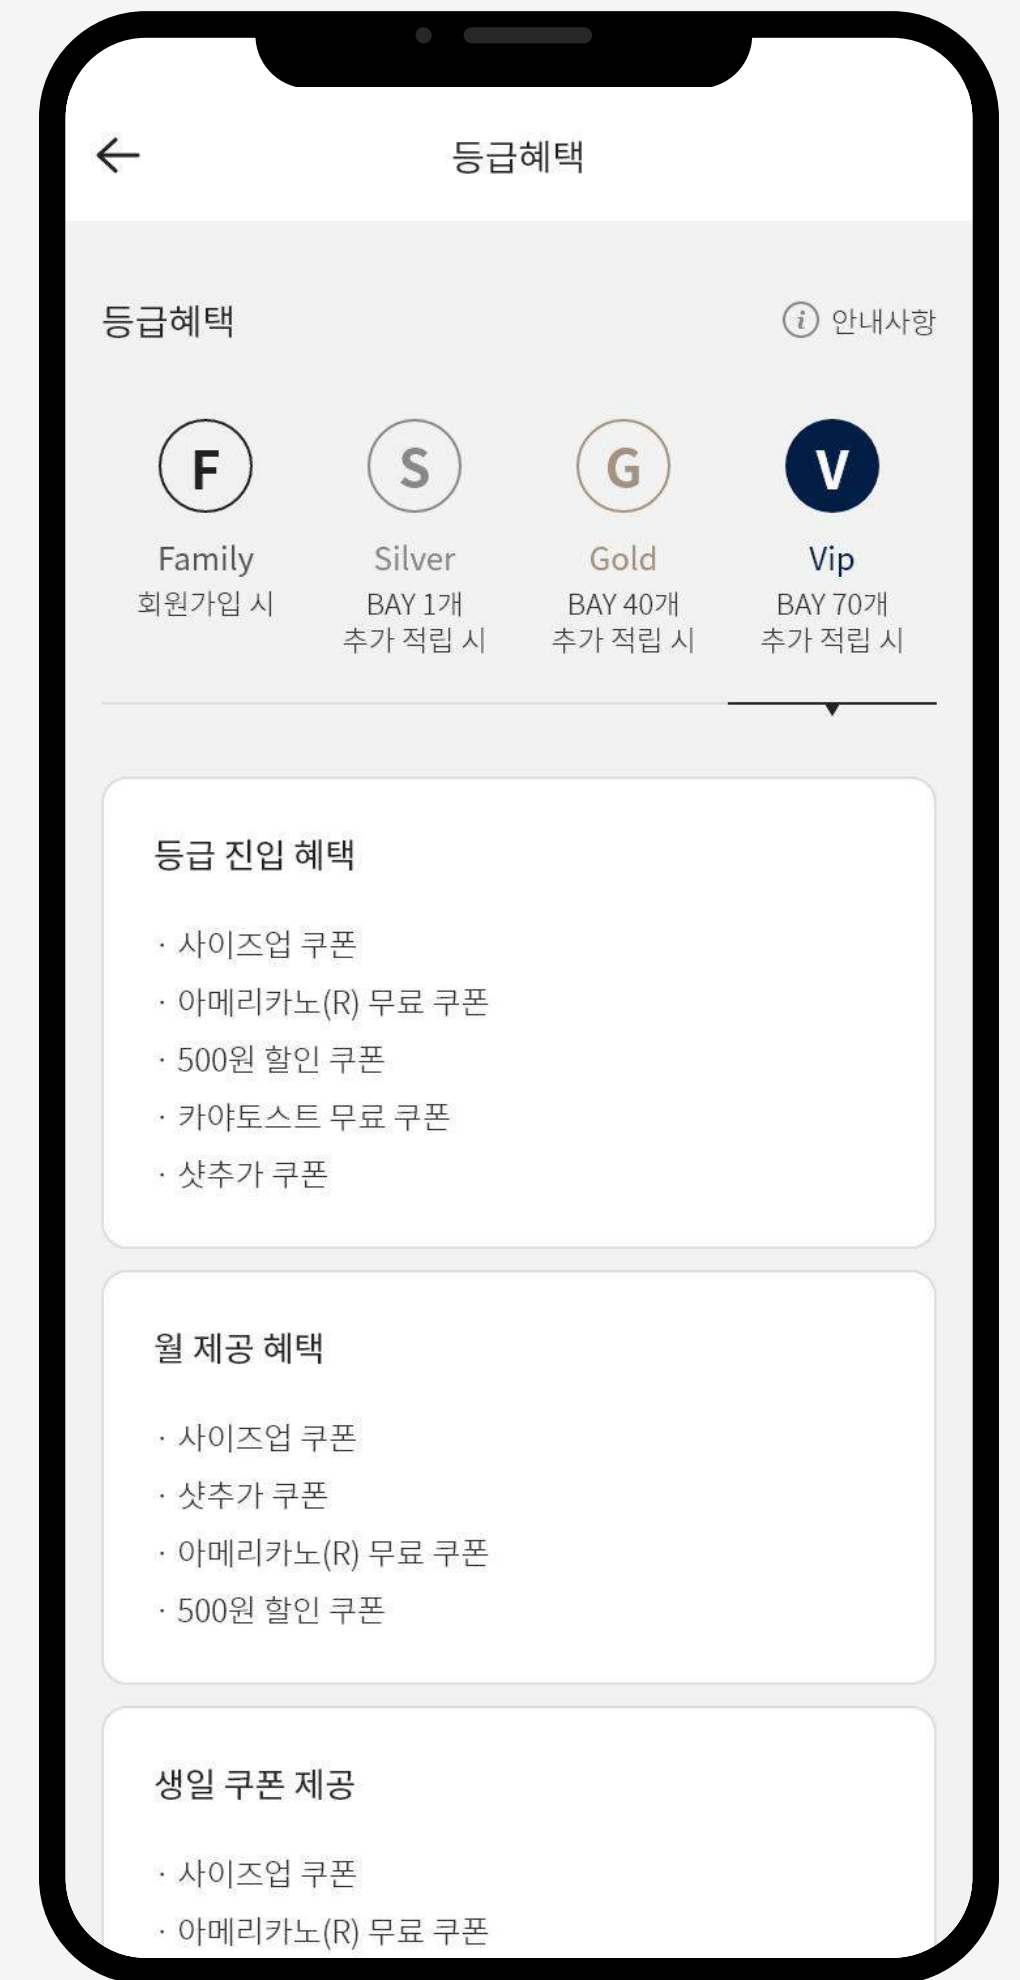 등급혜택
등급혜택
i 안내사항
F S G V
Family Silver Gold Vip
회원가입 시 BAY 1개 BAY 40개 BAY 70개
추가 적립 시 추가 적립 시 추가 적립 시
등급 진입 혜택
· 사이즈업 쿠폰
· 아메리카노(R) 무료 쿠폰
· 500원 할인 쿠폰
· 카야토스트 무료 쿠폰
· 샷추가 쿠폰
월 제공 혜택
· 사이즈업 쿠폰
· 샷추가 쿠폰
· 아메리카노(R) 무료 쿠폰
· 500원 할인 쿠폰
생일 쿠폰 제공
· 사이즈업 쿠폰
· 아메리카노(R) 무료 쿠폰